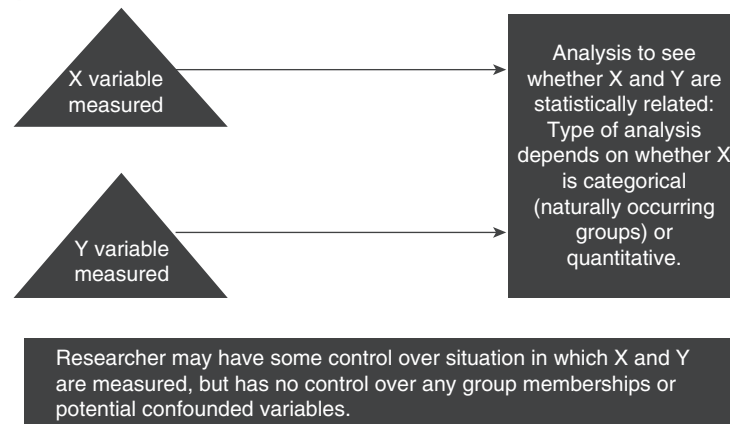 X variable
measured
Y variable
measured
Analysis to see
whether X and Y are
statistically related:
Type of analysis
depends on whether X
is categorical
(naturally occurring
groups) or
quantitative.
Researcher may have some control over situation in which X and Y
are measured, but has no control over any group memberships or
potential confounded variables.